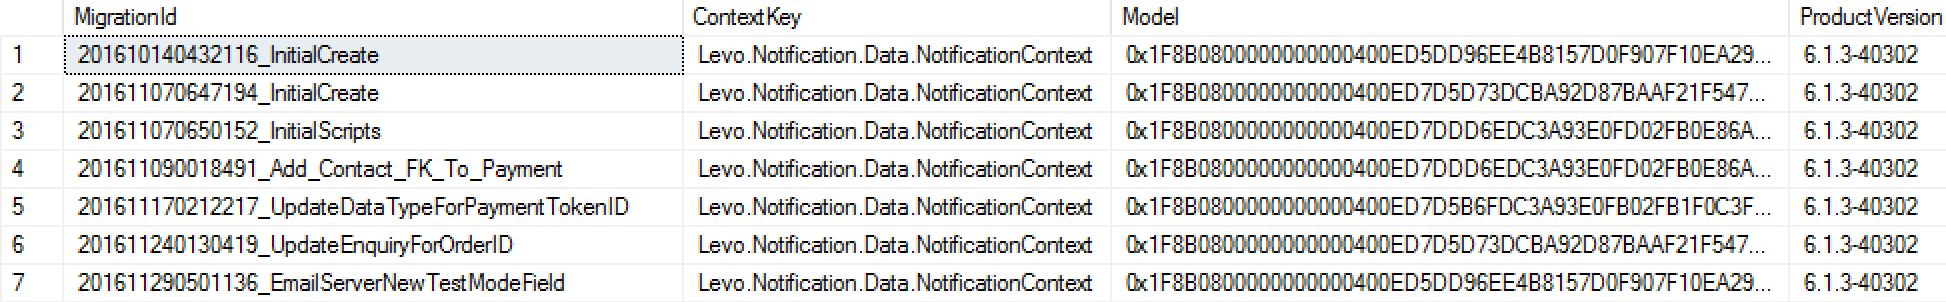 MigrationId ContextKey Model ProductVersion
1 201610140432116_InitialCreate Levo.Notification.Data.NotificationContext 0x1F8B0800000000000400ED5DD96EE4B8157D0F907F10EA29... 6.1.3-40302
2 201611070647194_InitialCreate Levo.Notification.Data.NotificationContext 0x1F8B0800000000000400ED7D5D73DCBA92D87BAAF21F547... 6.1.3-40302
3 201611070650152_InitialScripts Levo.Notification.Data.NotificationContext 0x1F8B0800000000000400ED7DDD6EDC3A93E0FD02FB0E86A... 6.1.3-40302
4 201611090018491_Add_Contact_FK_To_Payment Levo.Notification.Data.NotificationContext 0x1F8B0800000000000400ED7DDD6EDC3A93E0FD02FB0E86A... 6.1.3-40302
5 201611170212217_UpdateDataTypeForPaymentTokenID Levo.Notification.Data.NotificationContext 0x1F8B0800000000000400ED7D5B6FDC3A93E0FB02FB1F0C3F... 6.1.3-40302
6 201611240130419_UpdateEnquiryForOrderID Levo.Notification.Data.NotificationContext 0x1F8B0800000000000400ED7D5D73DCBA92D87BAAF21F547... 6.1.3-40302
7 201611290501136_EmailServerNewTestModeField Levo.Notification.Data.NotificationContext 0x1F8B0800000000000400ED5DD96EE4B8157D0F907F10EA29... 6.1.3-40302